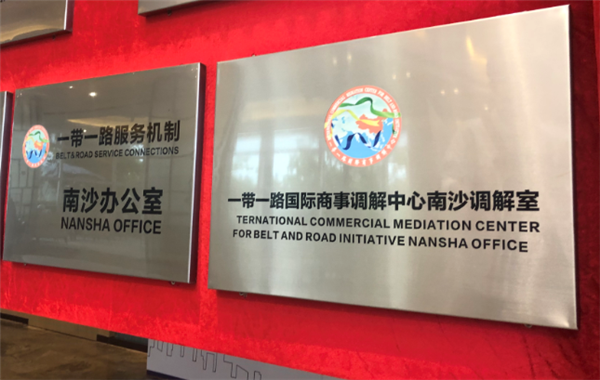 一带一路服务机制
BELT & ROAD SERVICE CONNECTIONS
南沙办公室
NANSHA OFFICE
一带一路国际商事调解中心南沙调解室
TERNATIONAL COMMERCIAL MEDIATION CENTER
FOR BELT AND ROAD INITIATIVE NANSHA OFFICE